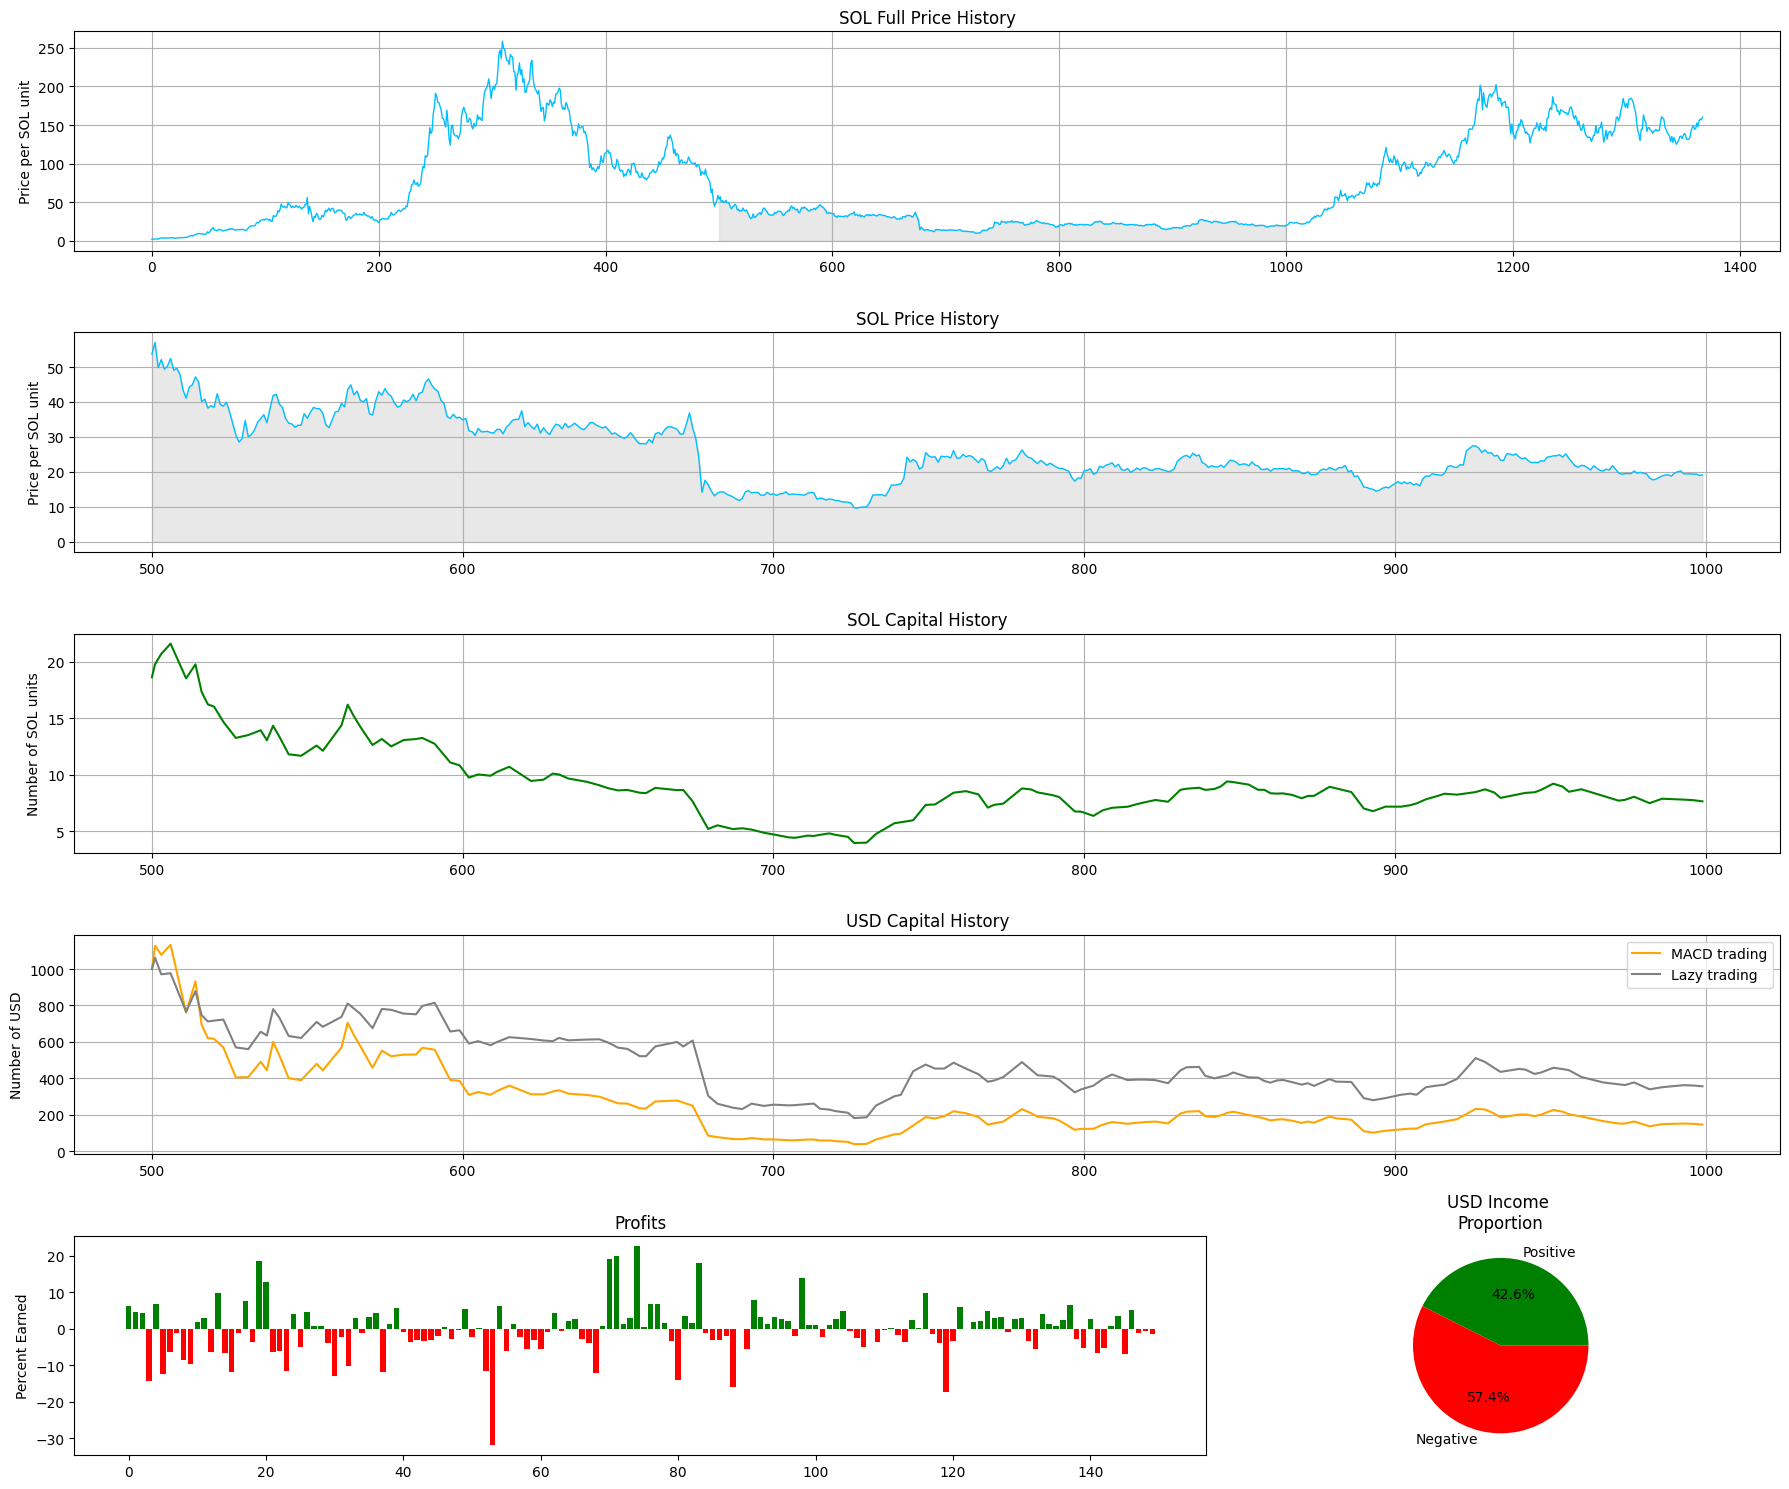 SOL Full Price History
Price per SOL unit
250
200
150
100
50
0
0 200 400 600 800 1000 1200 1400
SOL Price History
Price per SOL unit
50
40
30
20
10
0
500 600 700 800 900 1000
SOL Capital History
Number of SOL units
20
15
10
5
500 600 700 800 900 1000
USD Capital History
Number of USD
1000
800
600
400
200
0
MACD trading
Lazy trading
500 600 700 800 900 1000
Profits
Percent Earned
20
10
0
−10
−20
−30
0 20 40 60 80 100 120 140
USD Income
Proportion
Positive
42.6%
57.4%
Negative